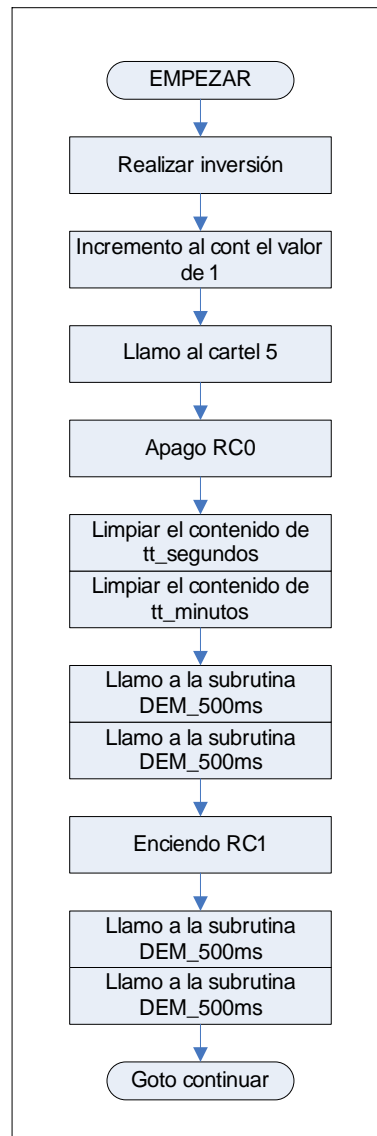 EMPEZAR
Realizar inversión
Incremento al cont el valor
de 1
Llamo al cartel 5
Apago RC0
Limpiar el contenido de
tt_segundos
Limpiar el contenido de
tt_minutos
Llamo a la subrutina
DEM_500ms
Llamo a la subrutina
DEM_500ms
Enciendo RC1
Llamo a la subrutina
DEM_500ms
Llamo a la subrutina
DEM_500ms
Goto continuar